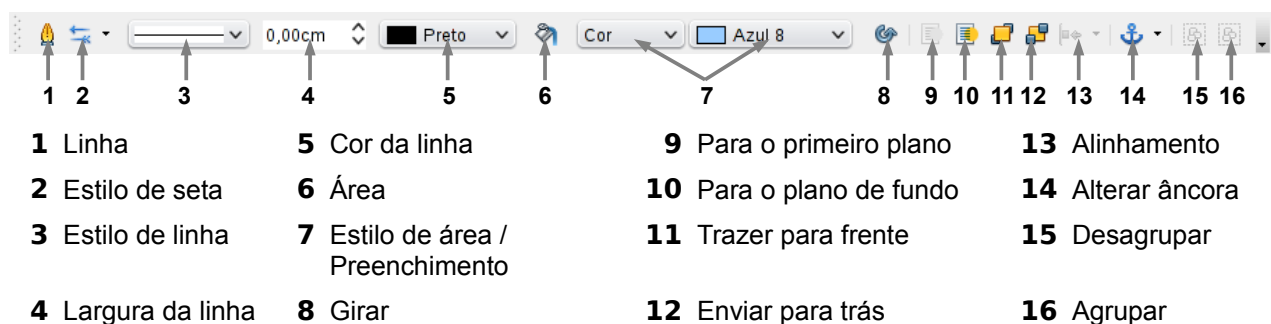 0,00cm Preto Cor Azul 8
1 2 3 4 5 6 7 8 9 10 11 12 13 14 15 16
1 Linha 5 Cor da linha 9 Para o primeiro plano 13 Alinhamento
2 Estilo de seta 6 Área 10 Para o plano de fundo 14 Alterar âncora
3 Estilo de linha 7 Estilo de área / 11 Trazer para frente 15 Desagrupar
Preenchimento
4 Largura da linha 8 Girar 12 Enviar para trás 16 Agrupar